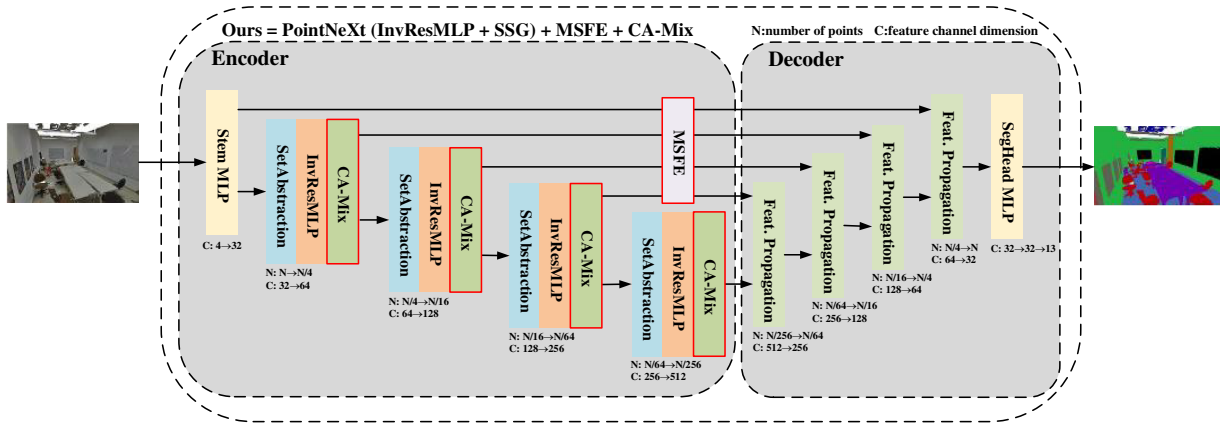 Ours = PointNeXt (InvResMLP + SSG) + MSFE + CA-Mix
N:number of points C:feature channel dimension
Encoder
Stem MLP
C: 4→32
SetAbstraction
InvResMLP
CA-Mix
N: N→N/4
C: 32→64
SetAbstraction
InvResMLP
CA-Mix
N: N/4→N/16
C: 64→128
SetAbstraction
InvResMLP
CA-Mix
N: N/16→N/64
C: 128→256
SetAbstraction
InvResMLP
CA-Mix
N: N/64→N/256
C: 256→512
MSFE
Decoder
Feat. Propagation
N: N/256→N/64
C: 512→256
Feat. Propagation
N: N/64→N/16
C: 256→128
Feat. Propagation
N: N/16→N/4
C: 128→64
Feat. Propagation
N: N/4→N
C: 64→32
SegHead MLP
C: 32→32→13